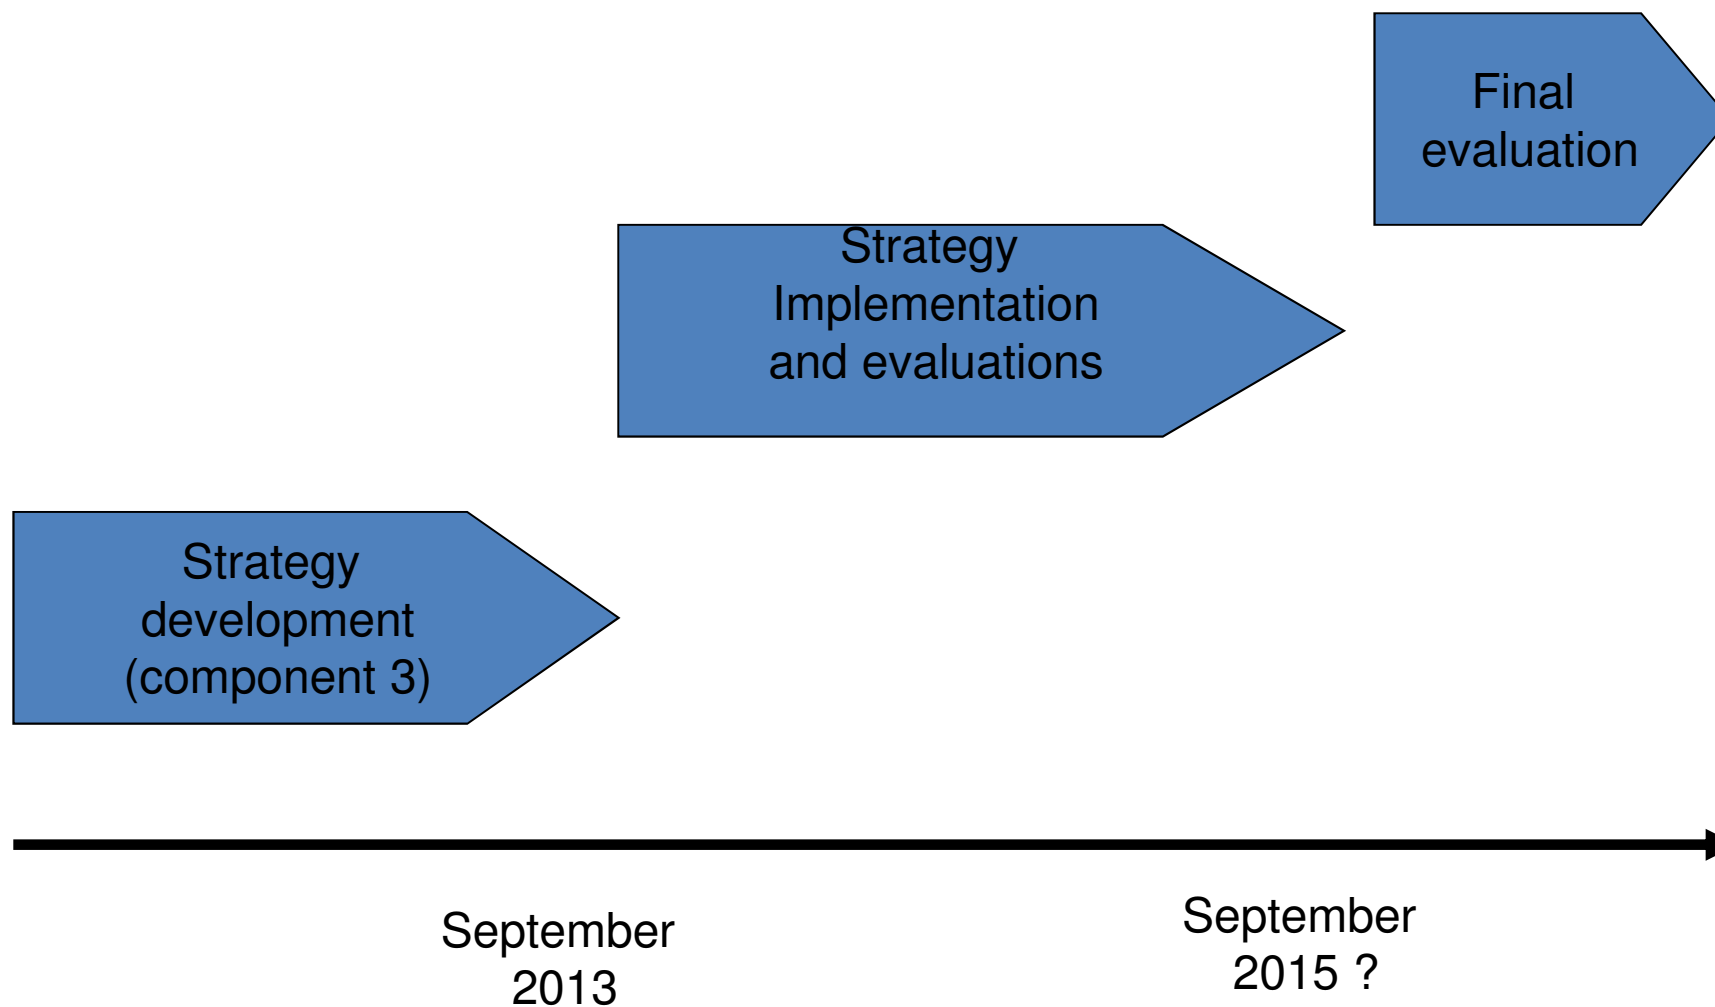 Final
evaluation
Strategy
Implementation
and evaluations
Strategy
development
(component 3)
September
2013
September
2015 ?